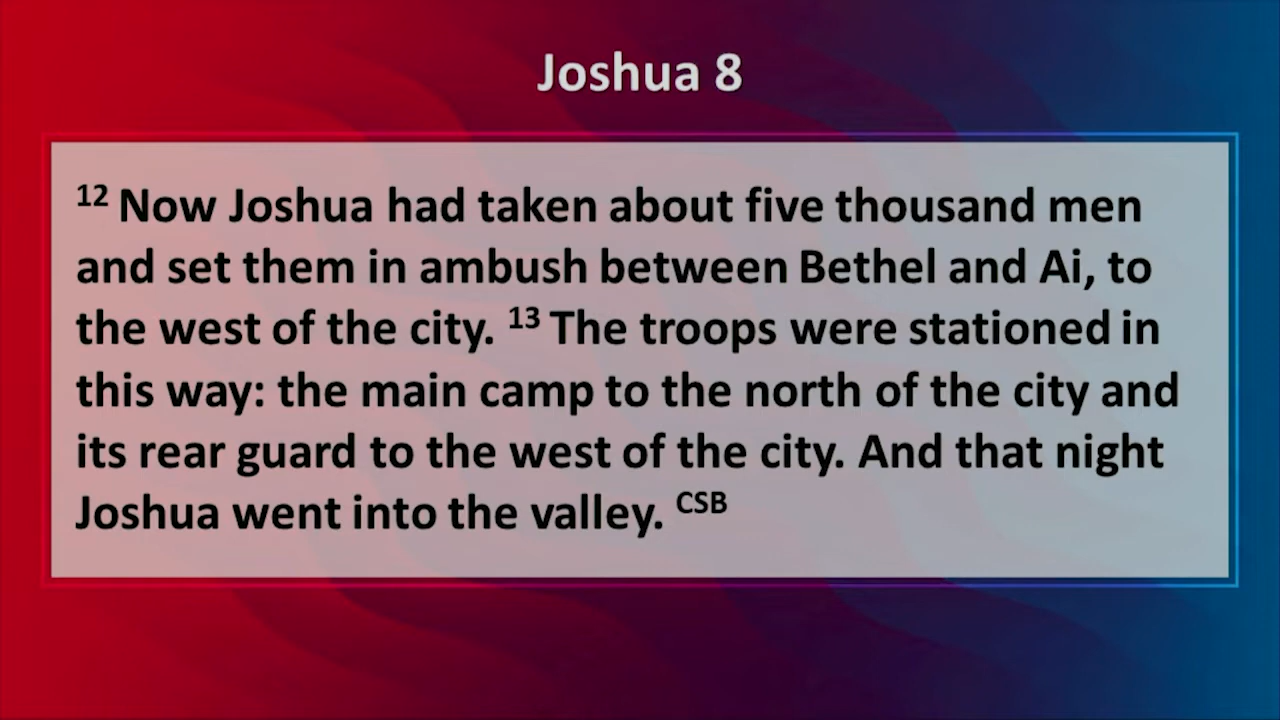 Joshua 8
12 Now Joshua had taken about five thousand men
and set them in ambush between Bethel and Ai, to
the west of the city. 13 The troops were stationed in
this way: the main camp to the north of the city and
its rear guard to the west of the city. And that night
Joshua went into the valley. CSB